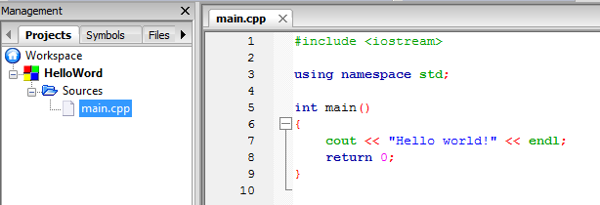 Management
Projects Symbols Files
Workspace
HelloWord
Sources
main.cpp
main.cpp
1 #include <iostream>
2
3 using namespace std;
4
5 int main()
6 {
7 cout << "Hello world!" << endl;
8 return 0;
9 }
10